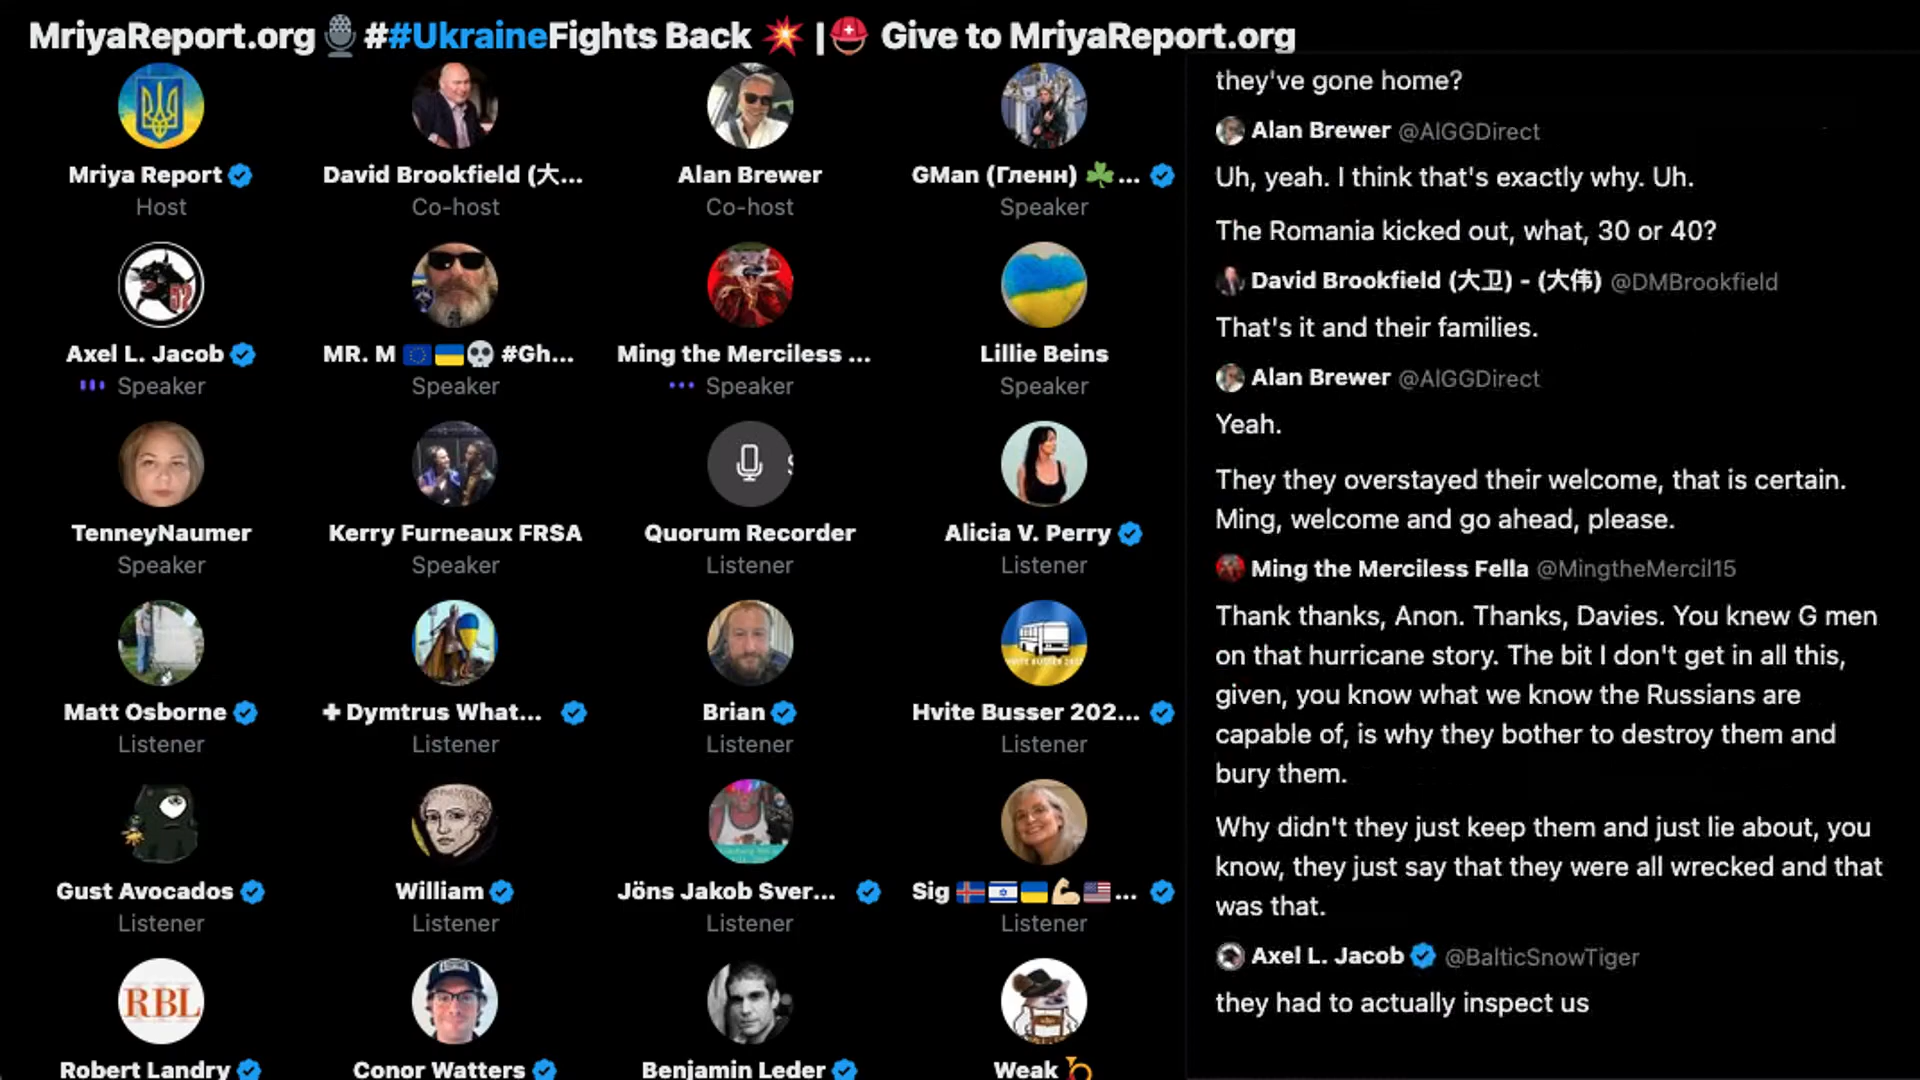 MriyaReport.org🎙️##UkraineFights Back 💥 |⛑️ Give to MriyaReport.org
Mriya Report
Host
David Brookfield (大...
Co-host
Alan Brewer
Co-host
GMan (Гленн) ☘️...
Speaker
52
Axel L. Jacob
Speaker
MR. M 🇪🇺🇺🇦💀 #Gh...
Speaker
Ming the Merciless ...
Speaker
Lillie Beins
Speaker
TenneyNaumer
Speaker
Kerry Furneaux FRSA
Speaker
Quorum Recorder
Listener
Alicia V. Perry
Listener
Matt Osborne
Listener
✚ Dymtrus What...
Listener
Brian
Listener
Hvite Busser 202...
Listener
Gust Avocados
Listener
William
Listener
Jöns Jakob Sver...
Listener
Sig 🇮🇸🇮🇱🇺🇦💪🏼🇺🇸...
Listener
RBL
Robert Landry
Conor Watters
Benjamin Leder
Weak
they've gone home?
Alan Brewer @AlGGDirect
Uh, yeah. I think that's exactly why. Uh.
The Romania kicked out, what, 30 or 40?
David Brookfield (大卫) - (大伟) @DMBrookfield
That's it and their families.
Alan Brewer @AlGGDirect
Yeah.
They they overstayed their welcome, that is certain.
Ming, welcome and go ahead, please.
Ming the Merciless Fella @MingtheMercil15
Thank thanks, Anon. Thanks, Davies. You knew G men
on that hurricane story. The bit I don't get in all this,
given, you know what we know the Russians are
capable of, is why they bother to destroy them and
bury them.
Why didn't they just keep them and just lie about, you
know, they just say that they were all wrecked and that
was that.
Axel L. Jacob @BalticSnowTiger
they had to actually inspect us